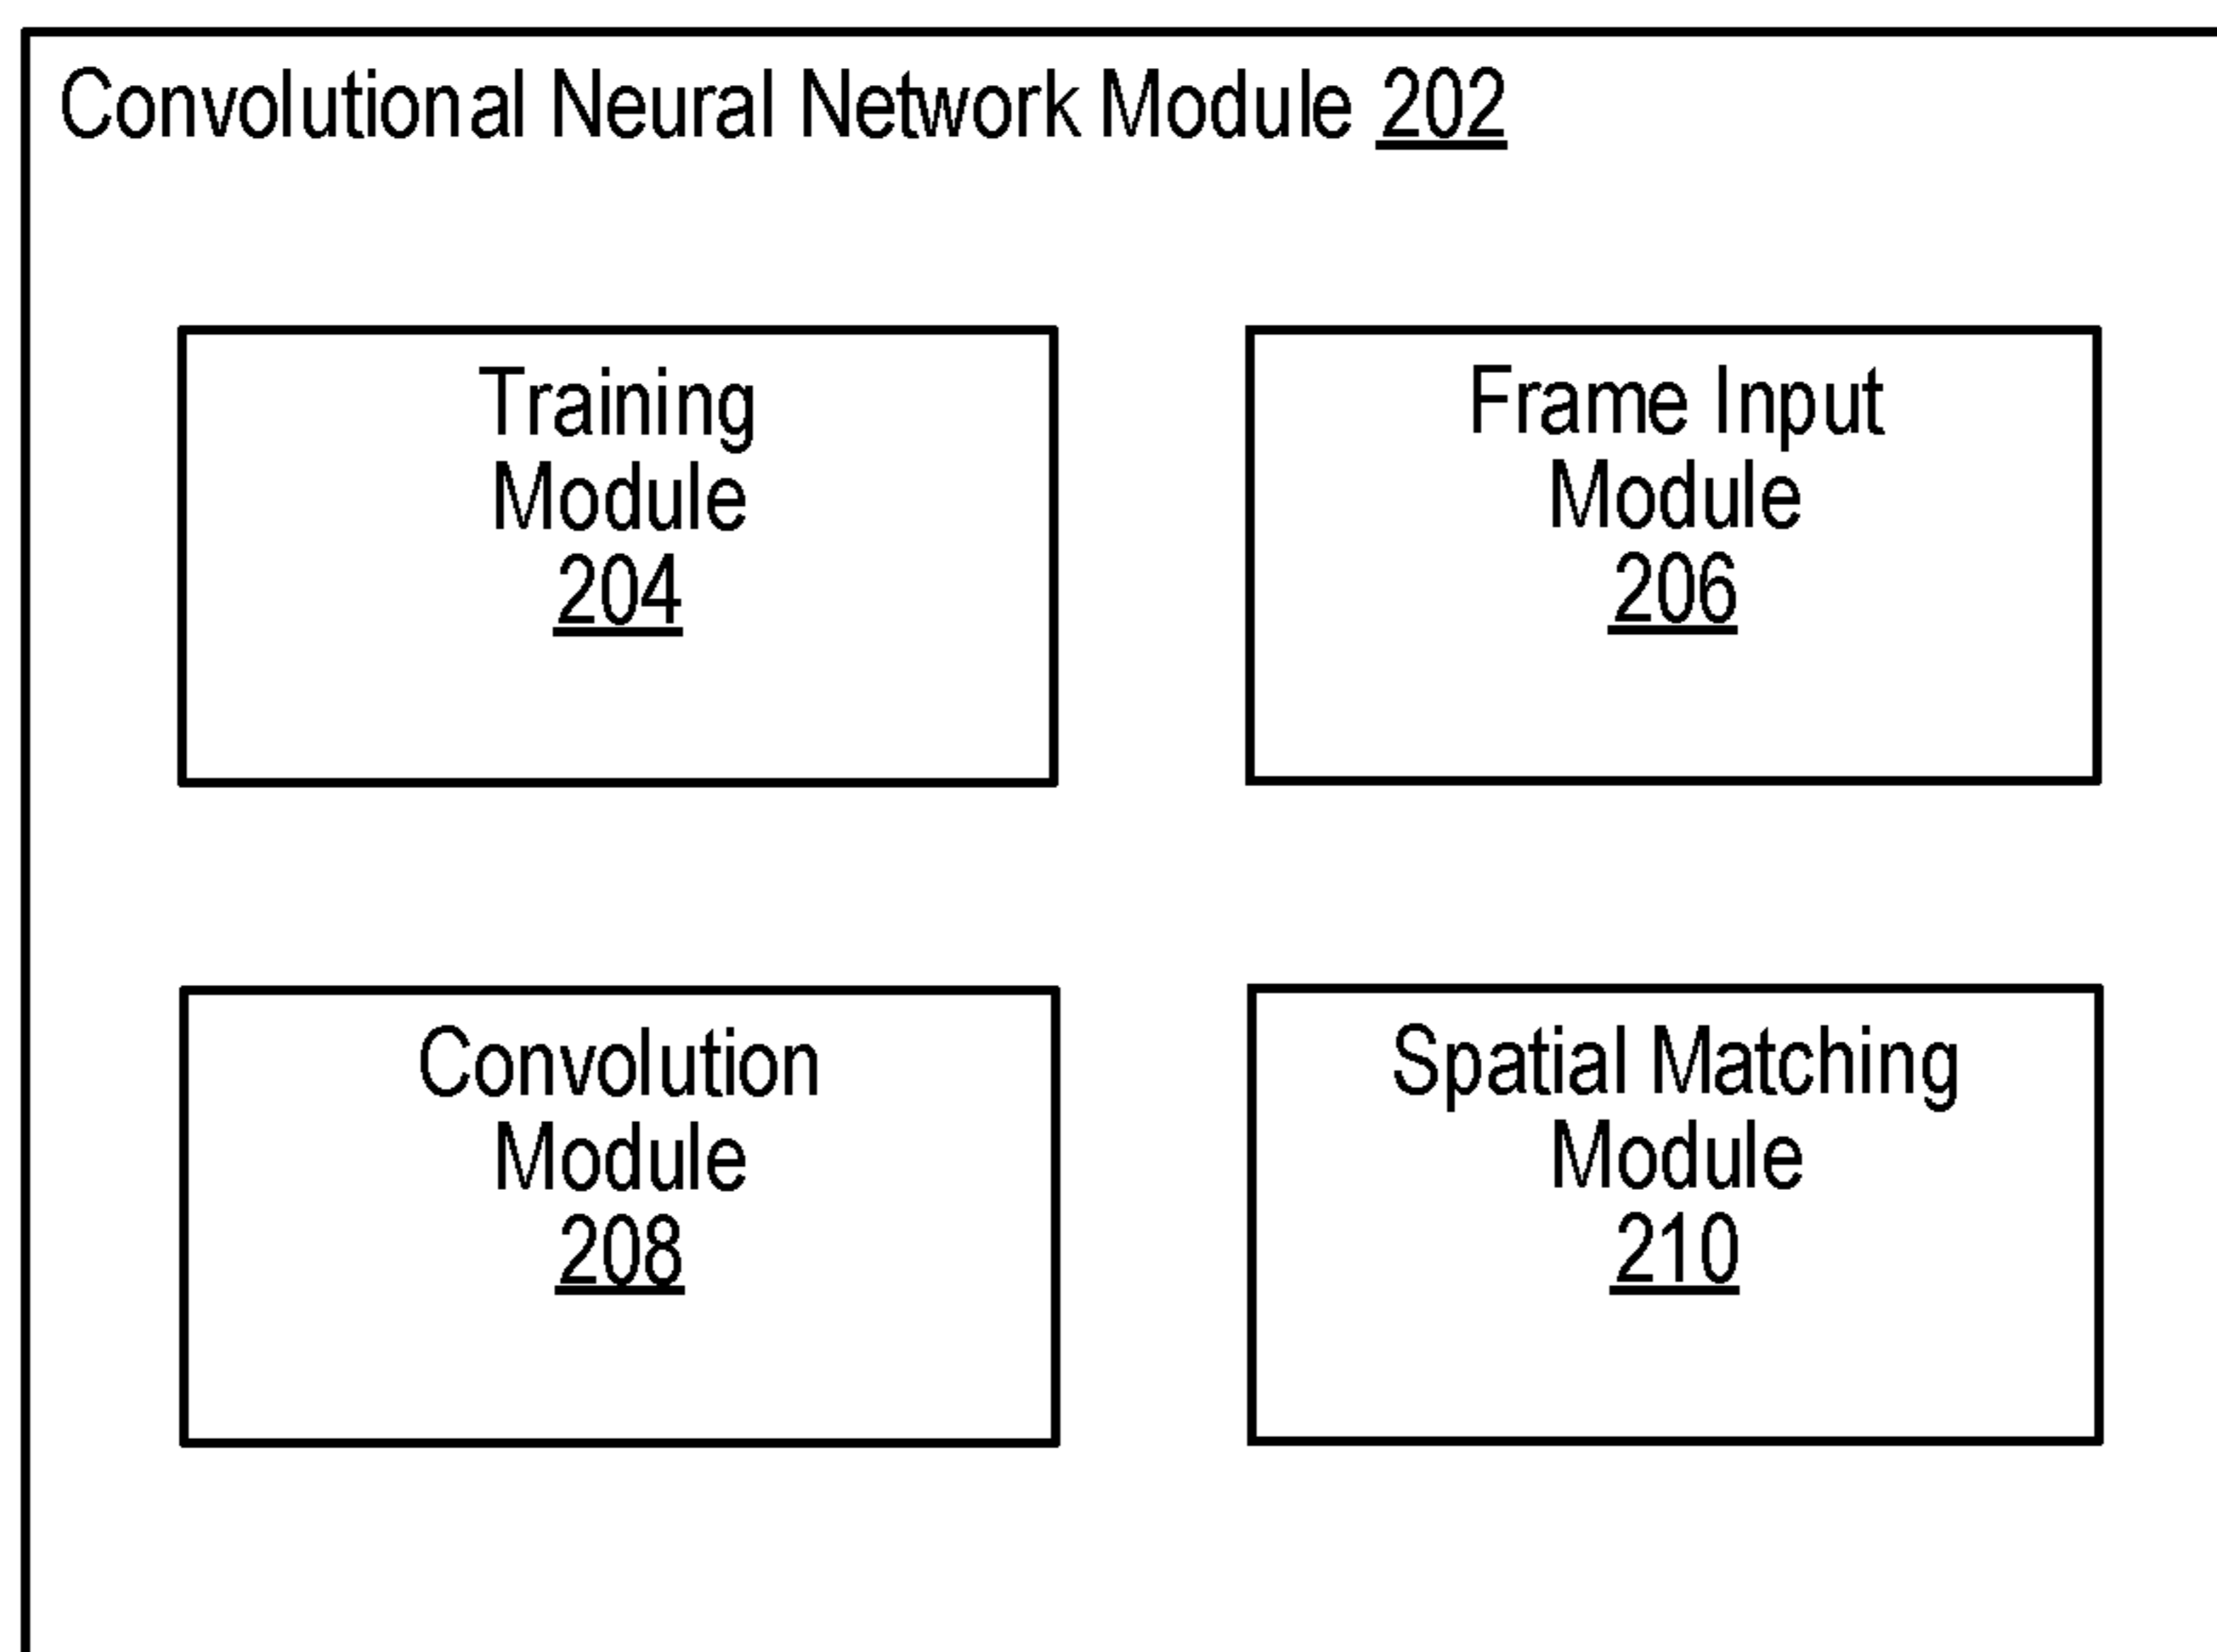 Convolutional Neural Network Module 202
Training
Module
204
Frame Input
Module
206
Convolution
Module
208
Spatial Matching
Module
210